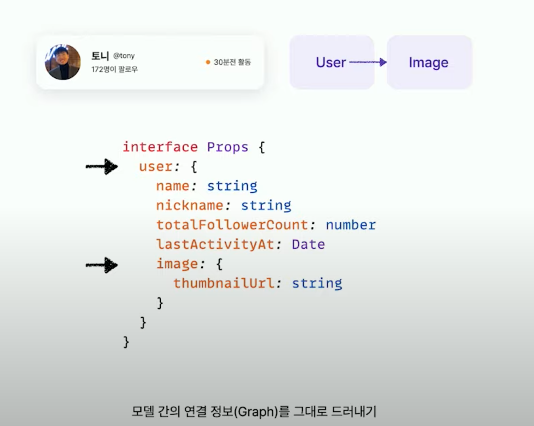 토니 @tony
172명이 팔로우
30분전 활동
User
Image
interface Props {
user: {
name: string
nickname: string
totalFollowerCount: number
lastActivityAt: Date
image: {
thumbnailUrl: string
}
}
}
모델 간의 연결 정보(Graph)를 그대로 드러내기